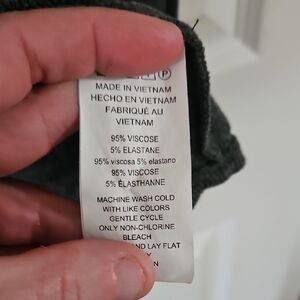 P
MADE IN VIETNAM
HECHO EN VIETNAM
FABRIQUÉ AU
VIETNAM
95% VISCOSE
5% ELASTANE
95% viscosa 5% elastano
95% VISCOSE
5% ÉLASTHANNE
MACHINE WASH COLD
WITH LIKE COLORS
GENTLE CYCLE
ONLY NON-CHLORINE
BLEACH
AND LAY FLAT